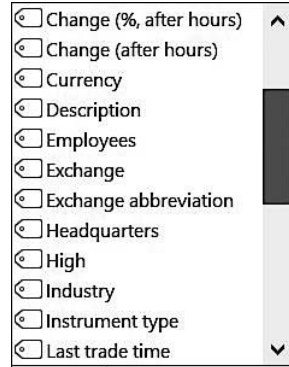 Change (%, after hours)
Change (after hours)
Currency
Description
Employees
Exchange
Exchange abbreviation
Headquarters
High
Industry
Instrument type
Last trade time